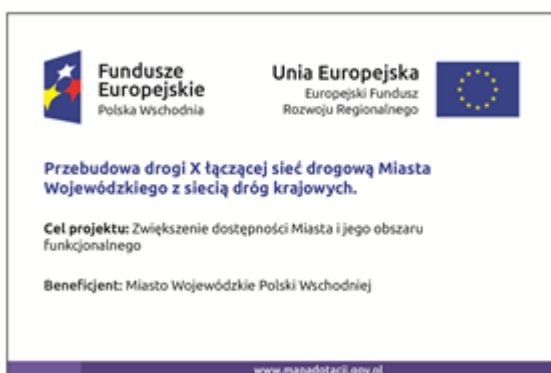 Fundusze
Europejskie
Polska Wschodnia
Unia Europejska
Europejski Fundusz
Rozwoju Regionalnego
Przebudowa drogi X łączącej sieć drogową Miasta
Wojewódzkiego z siecią dróg krajowych.
Cel projektu: Zwiększenie dostępności Miasta i jego obszaru
funkcjonalnego
Beneficjent: Miasto Wojewódzkie Polski Wschodniej
www.mapadotacji.gov.pl